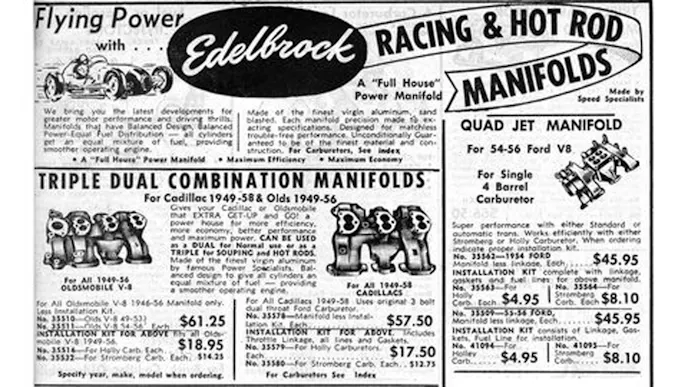 Flying Power
with . . .
Edelbrock
RACING & HOT ROD
MANIFOLDS
A "Full House"
Power Manifold
Made by
Speed Specialists
We bring you the latest developments for
greater motor performance and driving thrills.
Manifolds that have Balanced Design, Balanced
Power-Equal Fuel Distribution — all cylinders
get an equal mixture of fuel, providing
smoother operating engine.
Made of the finest virgin aluminum, sand
blasted. Each manifold precision made to ex-
acting specifications. Designed for matchless
trouble-free performance. Unconditionally Guar-
anteed to be of the finest material and con-
struction. For Carburetors, See Index
• A "Full House" Power Manifold • Maximum Efficiency • Maximum Economy
TRIPLE DUAL COMBINATION MANIFOLDS
For Cadillac 1949-58 & Olds 1949-56
Gives your Cadillac or Oldsmobile
that EXTRA GET-UP and GO! a
power house for more efficiency,
more economy, better performance
and maximum power. CAN BE USED
as a DUAL for Normal use or as a
TRIPLE for SOUPING and HOT RODS.
Made of the finest virgin aluminum
by famous Power Specialists. Bal-
anced design to give all cylinders an
equal mixture of fuel — providing
a smoother operating engine.
For All 1949-56
OLDSMOBILE V-8
For All 1949-58
CADILLACS
For All Oldsmobile V-8 1946-56 Manifold only.
Less Installation Kit.
No. 35510—Olds V-8 49-53)
No. 35511—Olds V-8 54-56) Each $61.25
INSTALLATION KIT FOR ABOVE fits all Olds-
mobile V-8 1949-56.
No. 35516—For Holly Carb. Each $18.95
No. 35532—For Stromberg Carb. Each. $14.25
Specify year, make, model when ordering.
For All Cadillacs 1949-58 Uses original 3 bolt
dual throat Ford Carburetor.
No. 35578—Manifold less Instal-
lation Kit. Each $57.50
INSTALLATION KIT FOR ABOVE. Includes
Throttle Linkage, all lines and Gaskets.
No. 35579—For Holly Carburetors.
Each $17.50
No. 35580—For Stromberg Carb. Each. $12.75
For Carburetors See Index
QUAD JET MANIFOLD
For 54-56 Ford V8
For Single
4 Barrel
Carburetor
Super performance with either Standard or
automatic trans. Works efficiently with either
Stromberg or Holly Carburetor. When ordering
indicate proper installation kit.
No. 35562—1954 FORD
Manifold less linkage, Each $45.95
INSTALLATION KIT complete with linkage,
gaskets and fuel lines for above manifold.
No. 35563—For
Holly
Carb. Each $4.95
No. 35564—For
Stromberg
Carb. Each $8.10
No. 35509—55-56 FORD,
Manifold less linkage, Each $45.95
INSTALLATION KIT consists of Linkage, Gas-
kets, Fuel Line for installation.
No. 41094—For
Holley
Carb. Each $4.95
No. 41095—For
Stromberg
Carb. Each $8.10